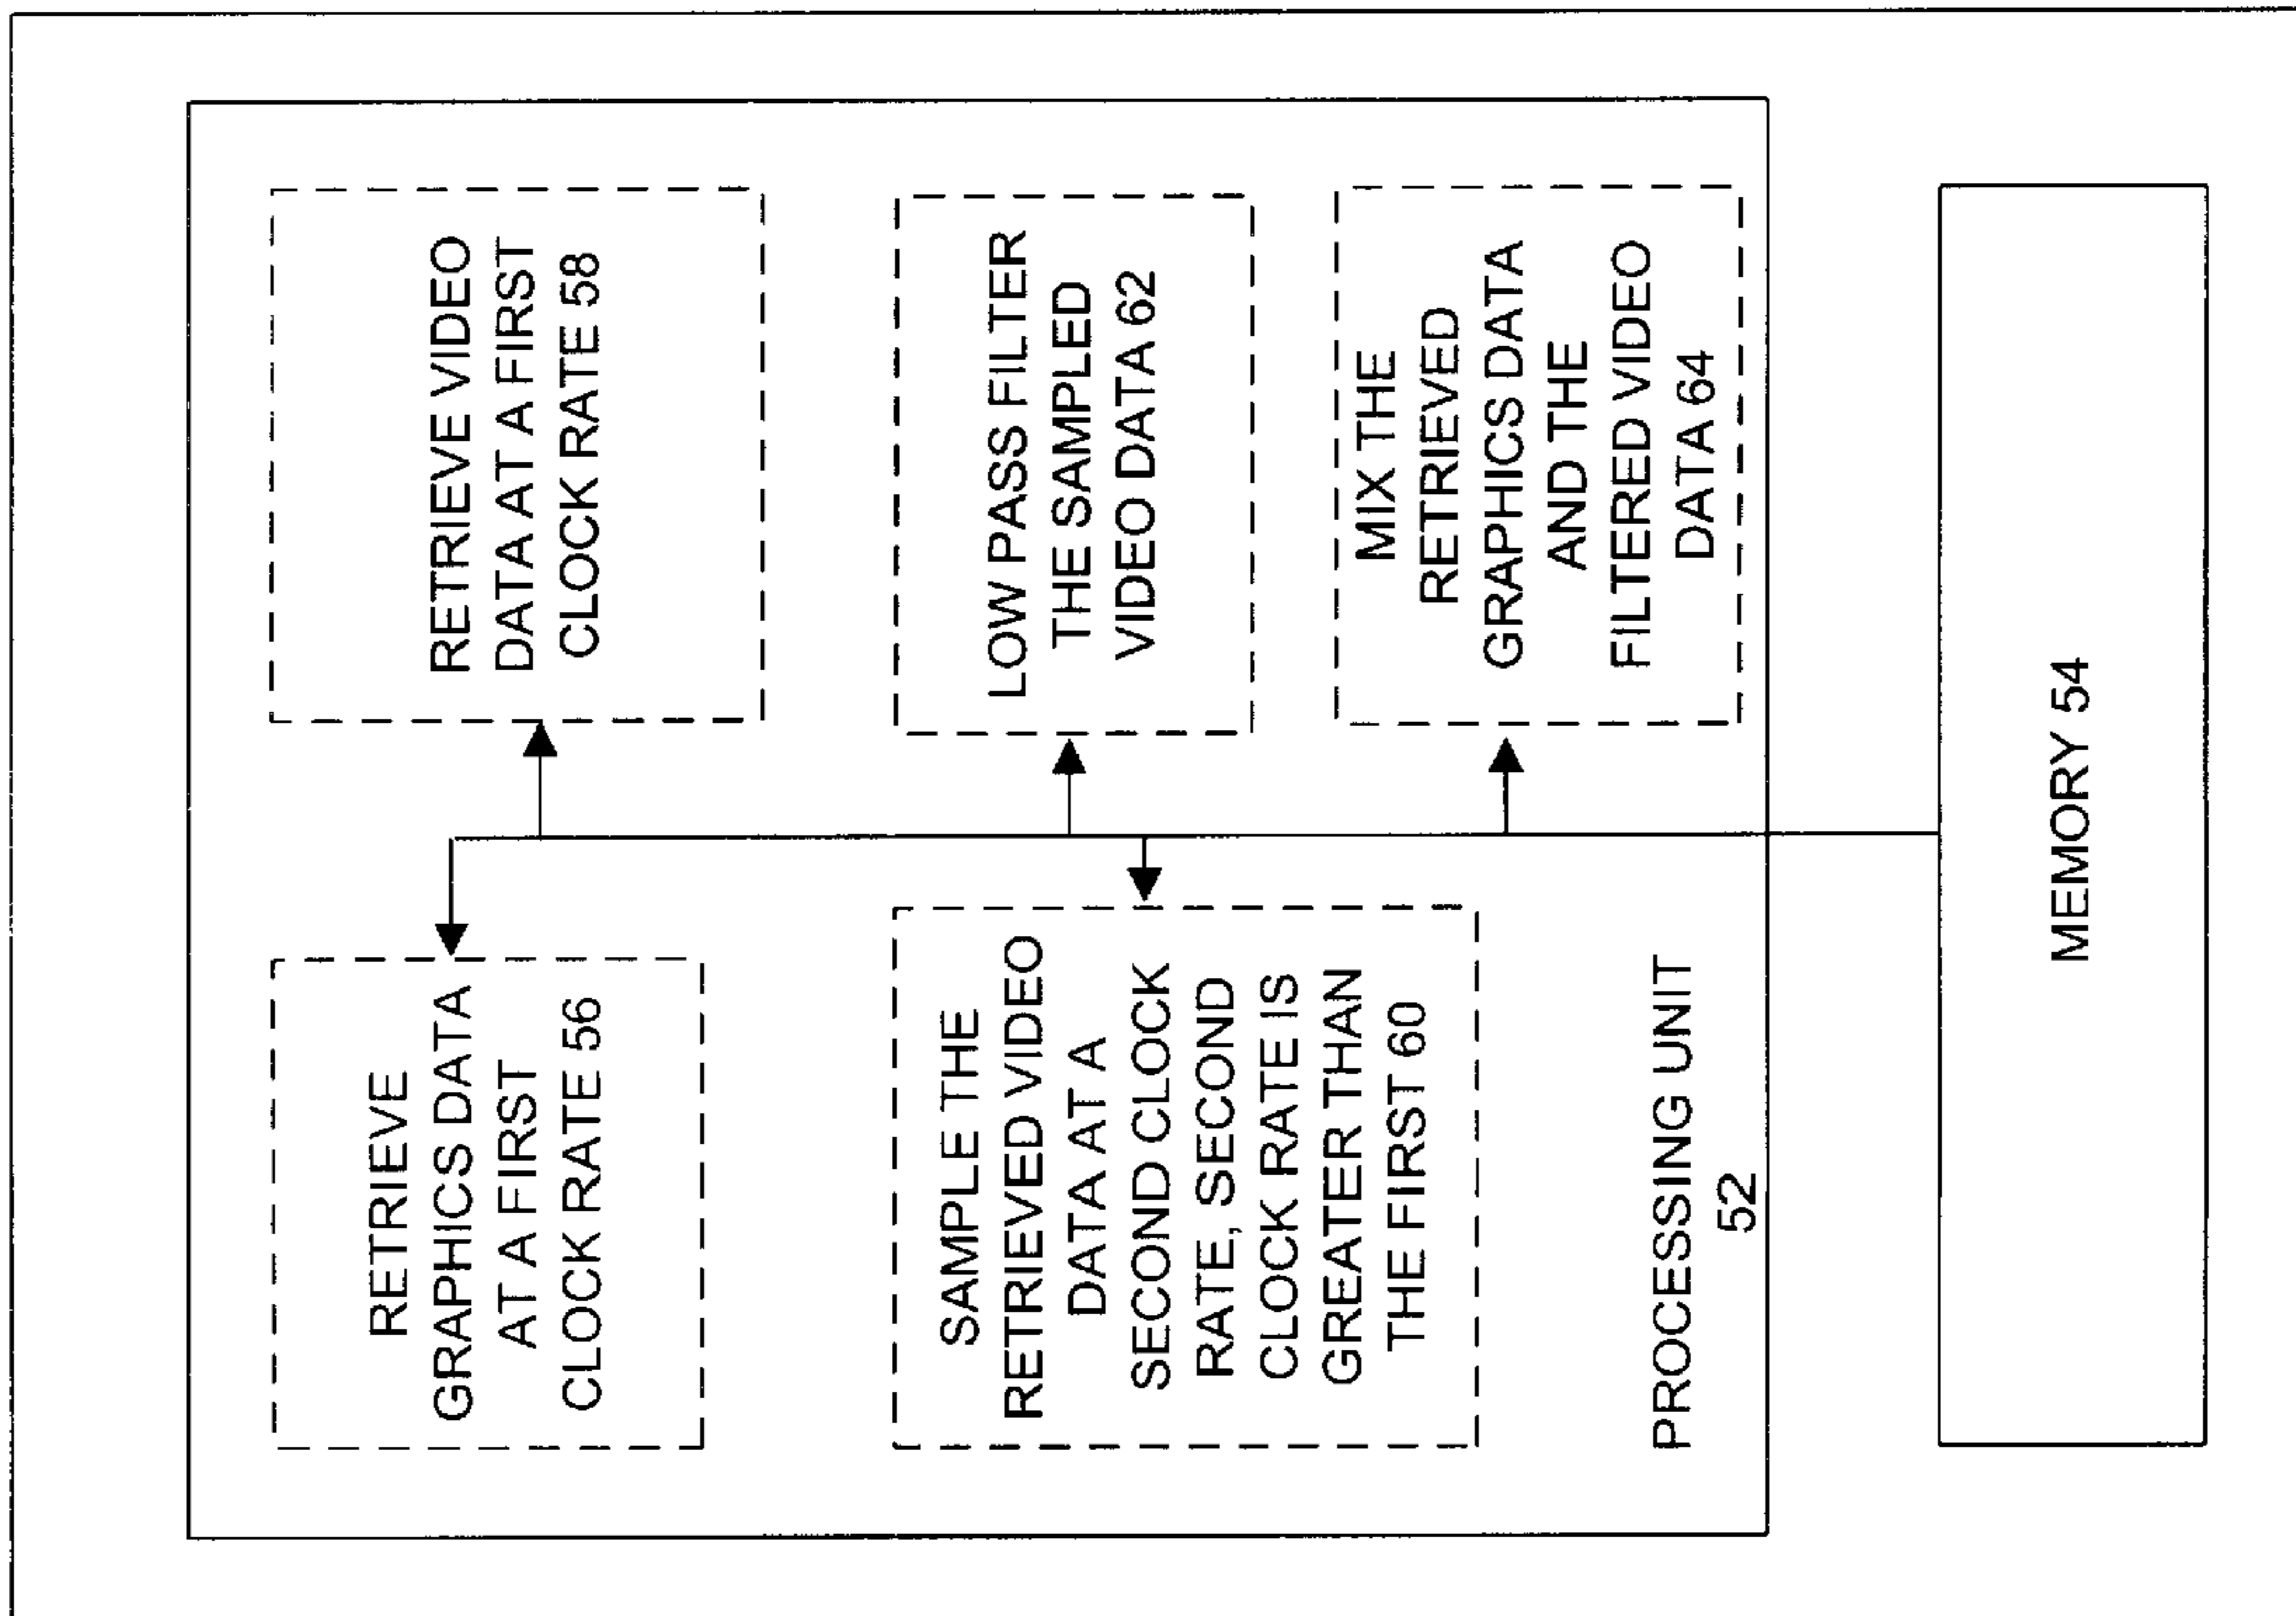 RETRIEVE
GRAPHICS DATA
AT A FIRST
CLOCK RATE 56
RETRIEVE VIDEO
DATA AT A FIRST
CLOCK RATE 58
SAMPLE THE
RETRIEVED VIDEO
DATA AT A
SECOND CLOCK
RATE, SECOND
CLOCK RATE IS
GREATER THAN
THE FIRST 60
LOW PASS FILTER
THE SAMPLED
VIDEO DATA 62
MIX THE
RETRIEVED
GRAPHICS DATA
AND THE
FILTERED VIDEO
DATA 64
PROCESSING UNIT
52
MEMORY 54